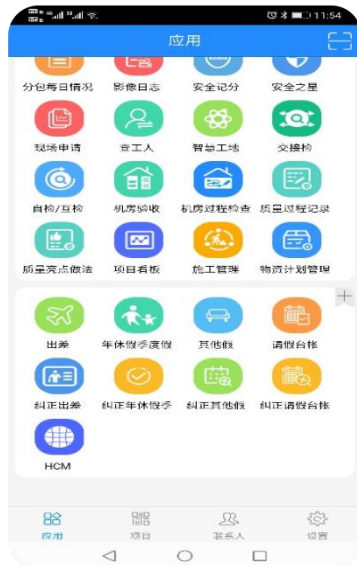 11:54
应用
分包每日情况 影像日志 安全记分 安全之星
现场申请 查工人 智慧工地 交接检
自检/互检 机房验收 机房过程检查 质量过程记录
质量亮点做法 项目看板 施工管理 物资计划管理
出差 年休假季度假 其他假 请假台帐
纠正出差 纠正年休假季 纠正其他假 纠正请假台帐
HCM
应用 项目 联系人 设置